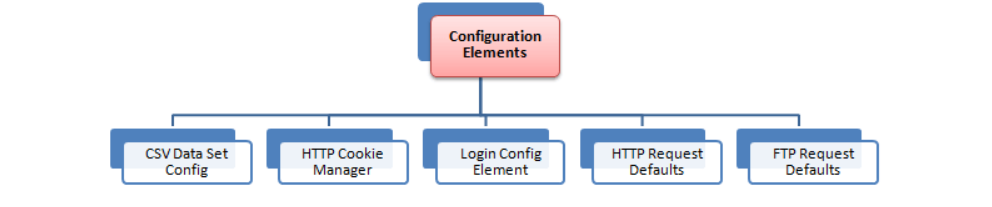 Configuration
Elements
CSV Data Set
Config
HTTP Cookie
Manager
Login Config
Element
HTTP Request
Defaults
FTP Request
Defaults